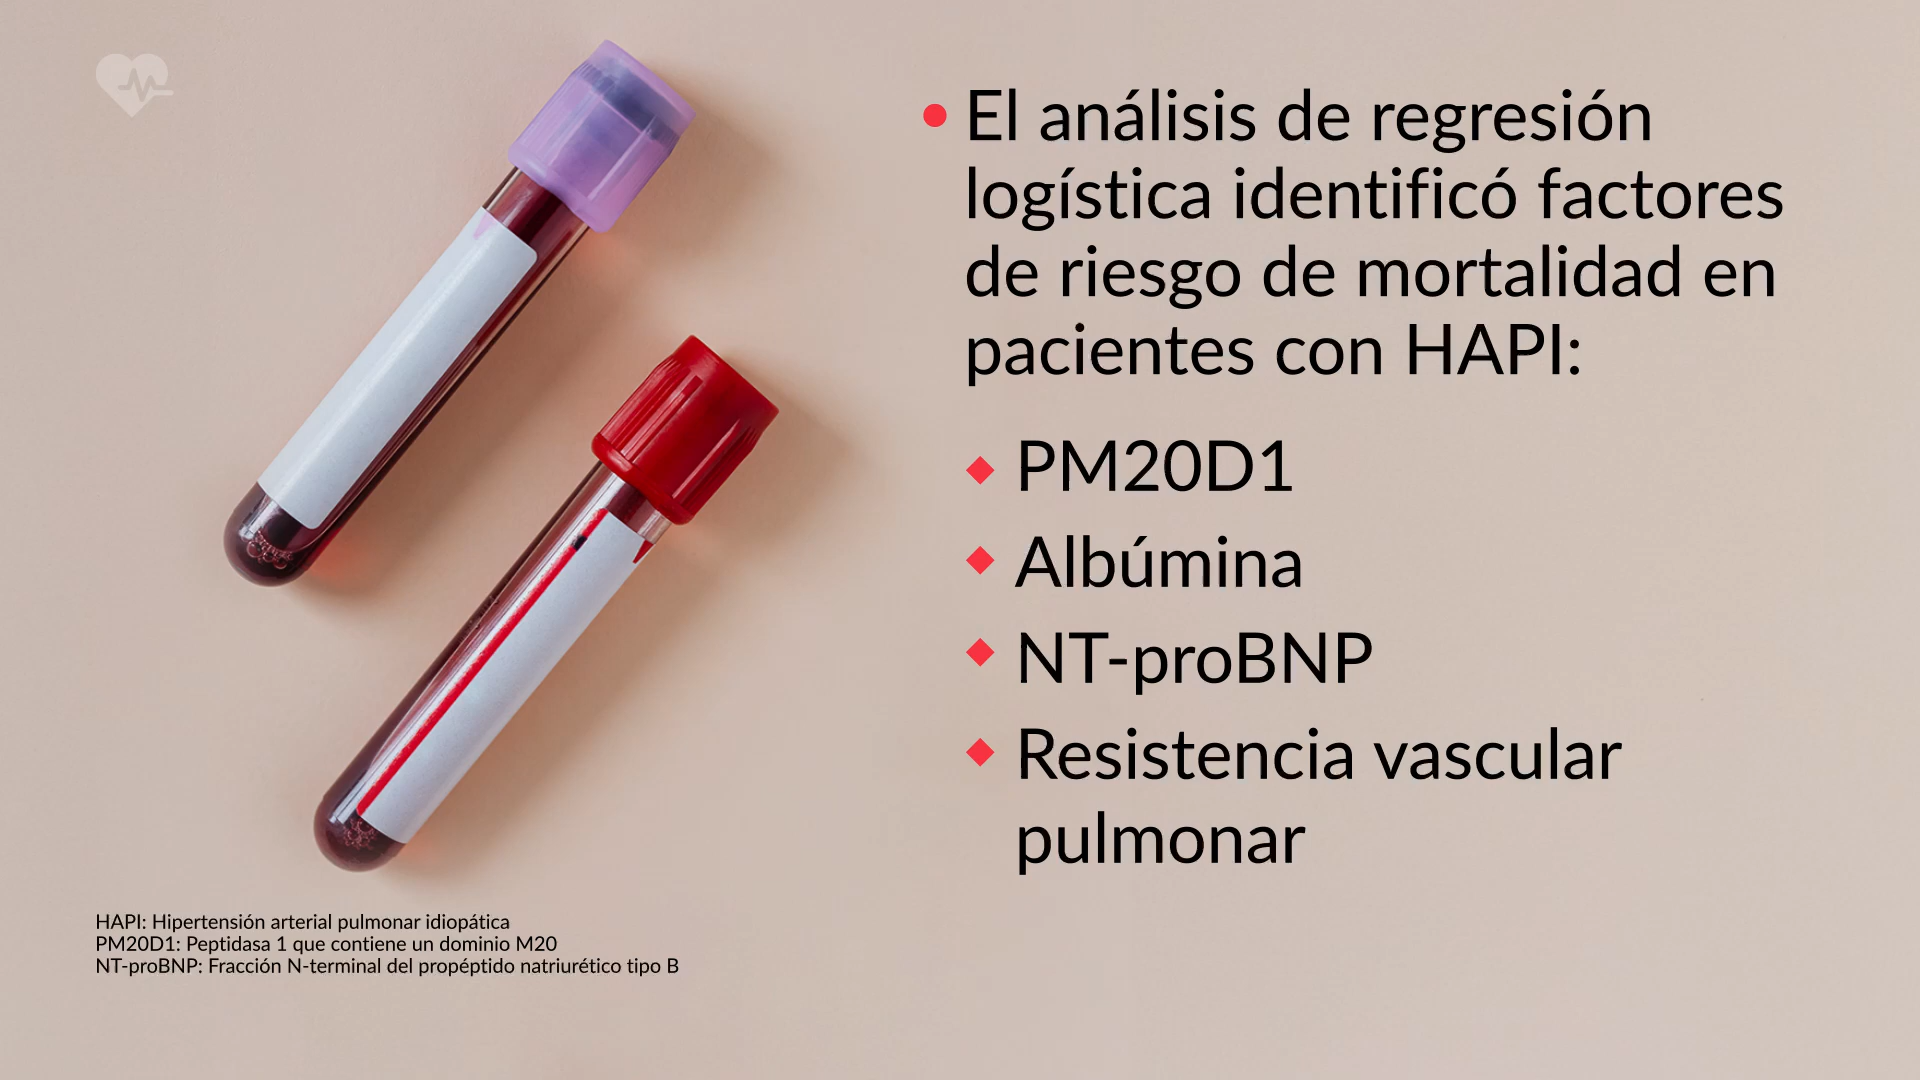 El análisis de regresión
logística identificó factores
de riesgo de mortalidad en
pacientes con HAPI:
PM20D1
Albúmina
NT-proBNP
Resistencia vascular
pulmonar
HAPI: Hipertensión arterial pulmonar idiopática
PM20D1: Peptidasa 1 que contiene un dominio M20
NT-proBNP: Fracción N-terminal del propéptido natriurético tipo B